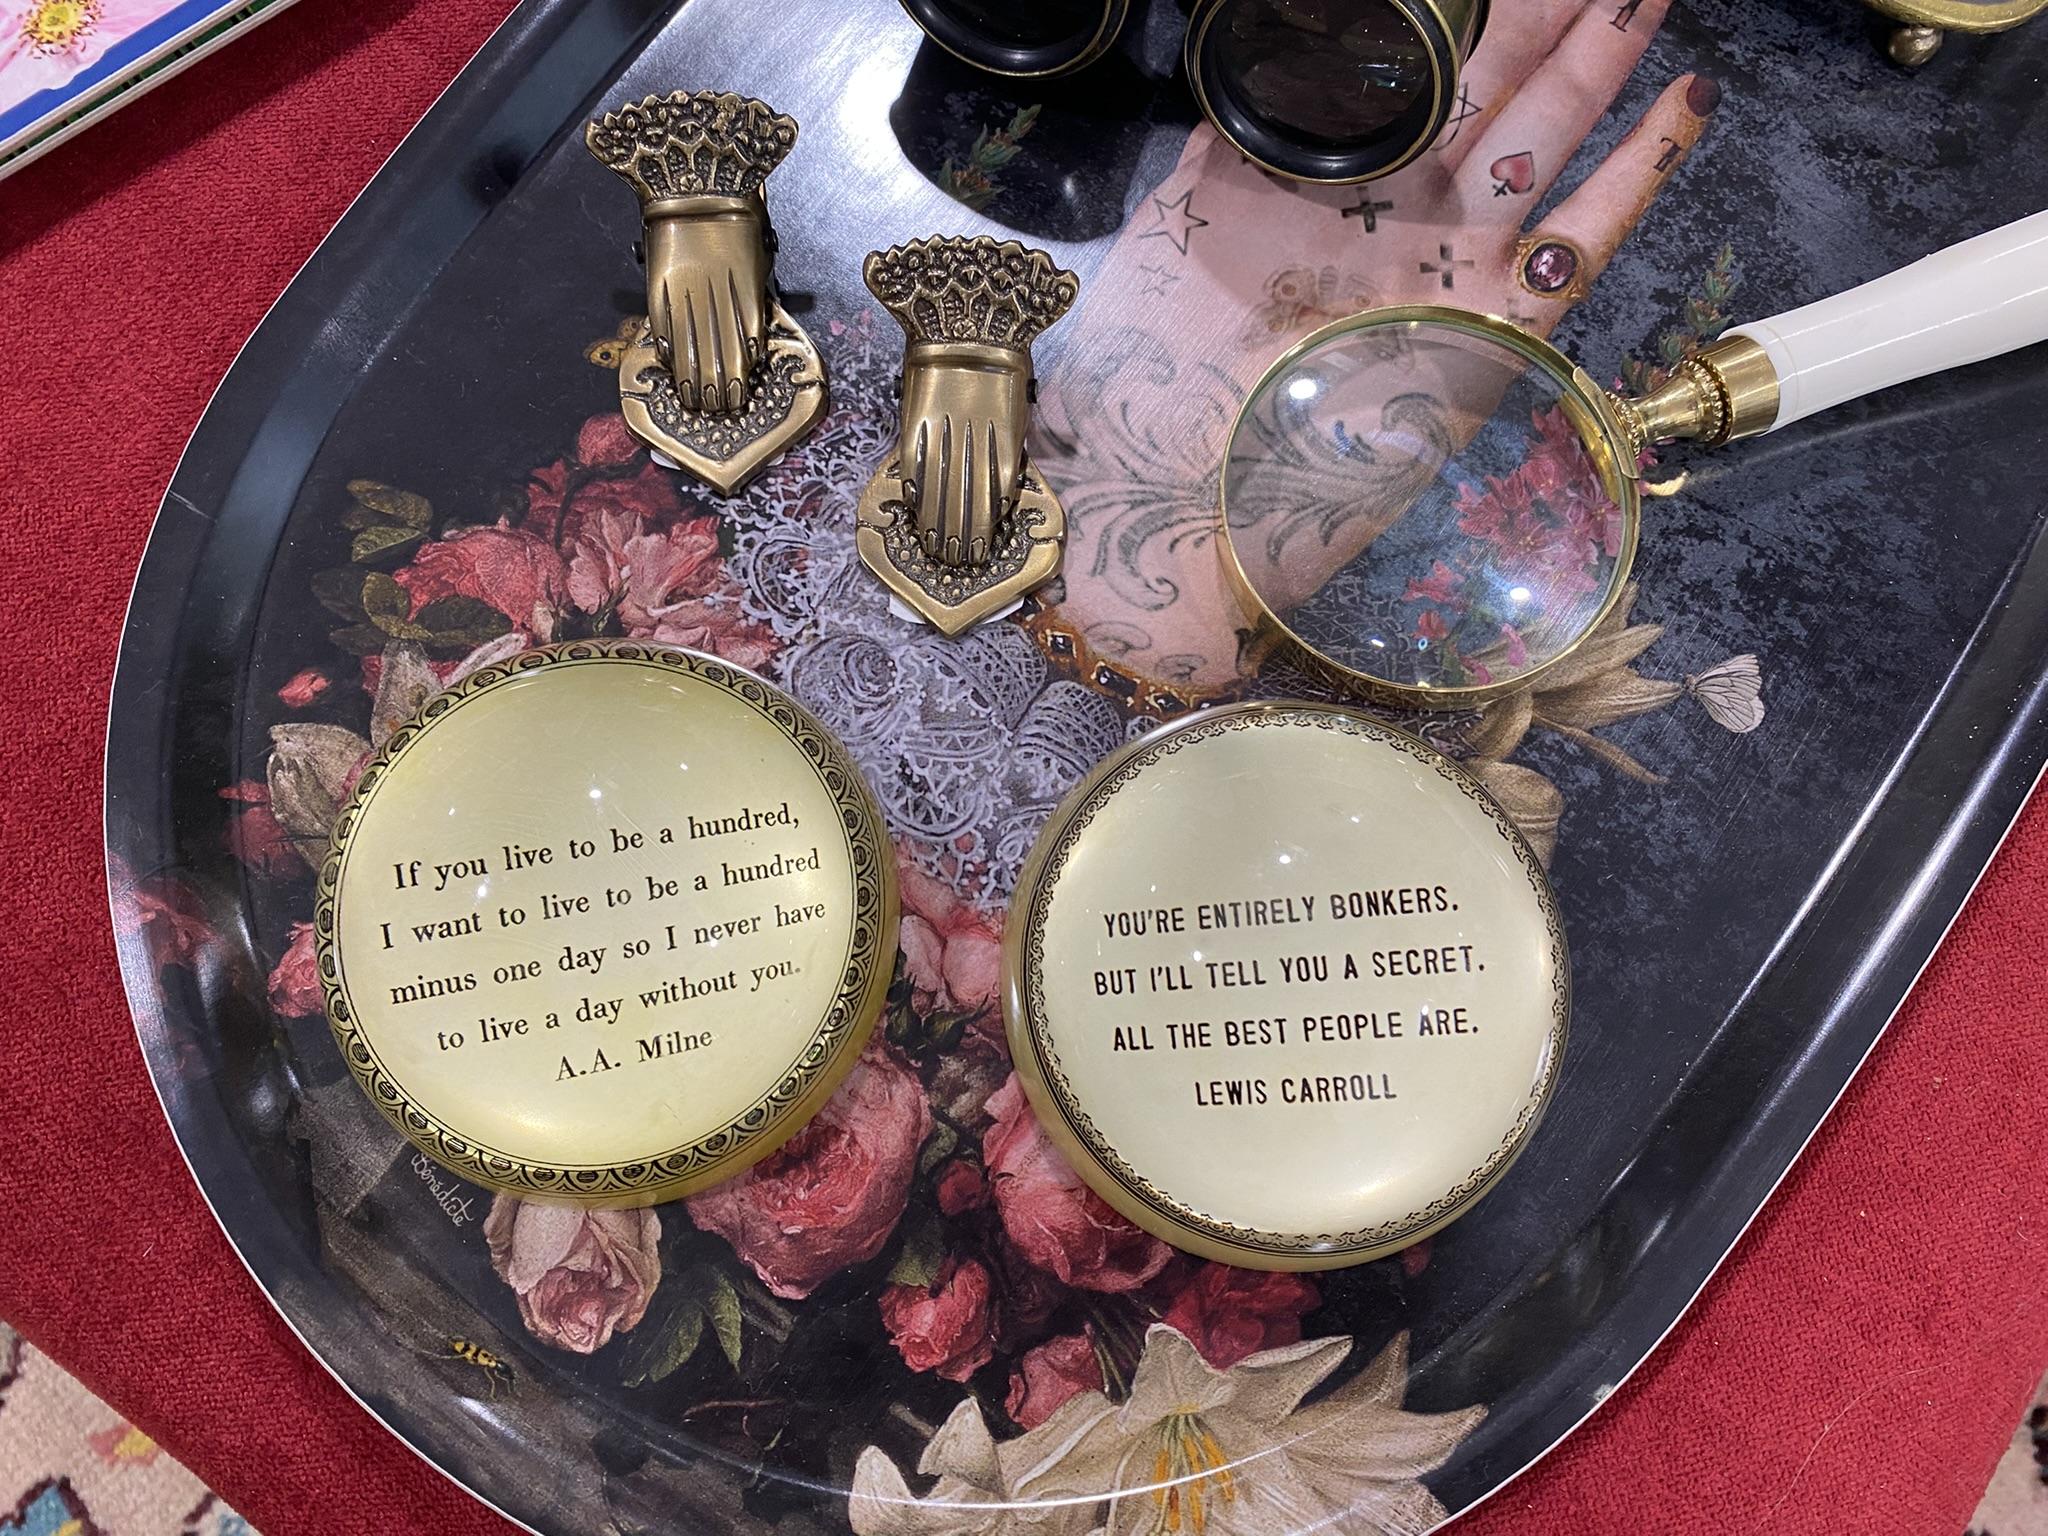 If you live to be a hundred,
I want to live to be a hundred
minus one day so I never have
to live a day without you.
A.A. Milne
YOU'RE ENTIRELY BONKERS.
BUT I'LL TELL YOU A SECRET.
ALL THE BEST PEOPLE ARE.
LEWIS CARROLL
Bénédicte